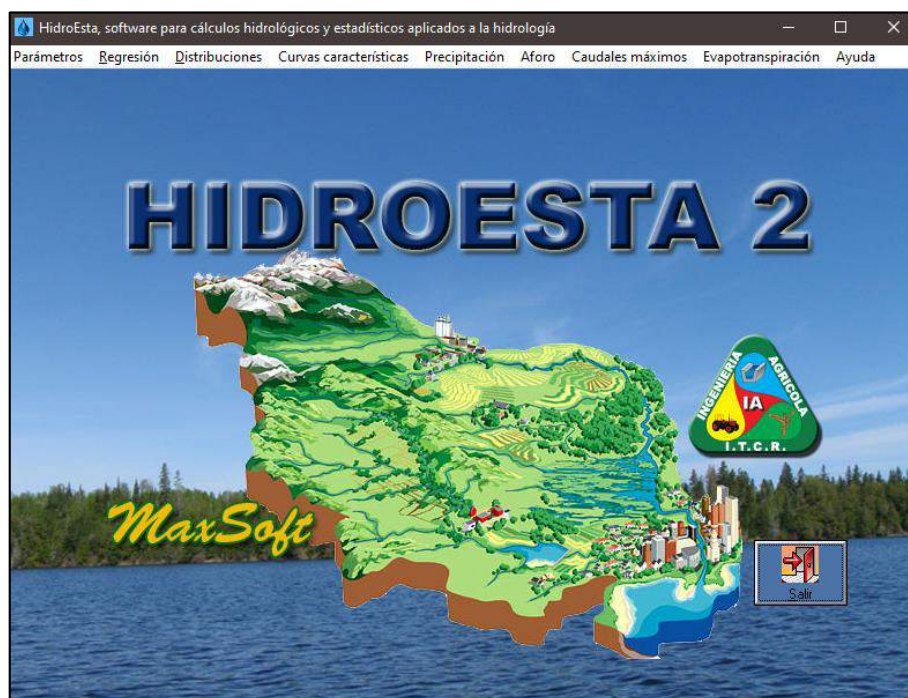 HidroEsta, software para cálculos hidrológicos y estadísticos aplicados a la hidrología
Parámetros Regresión Distribuciones Curvas características Precipitación Aforo Caudales máximos Evapotranspiración Ayuda
HIDROESTA 2
INGENIERIA AGRICOLA
IA
I.T.C.R.
MaxSoft
Salir